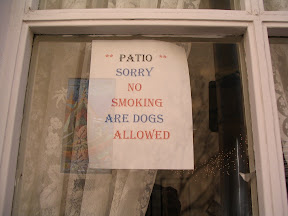 ** PATIO **
SORRY
NO
SMOKING
ARE DOGS
ALLOWED